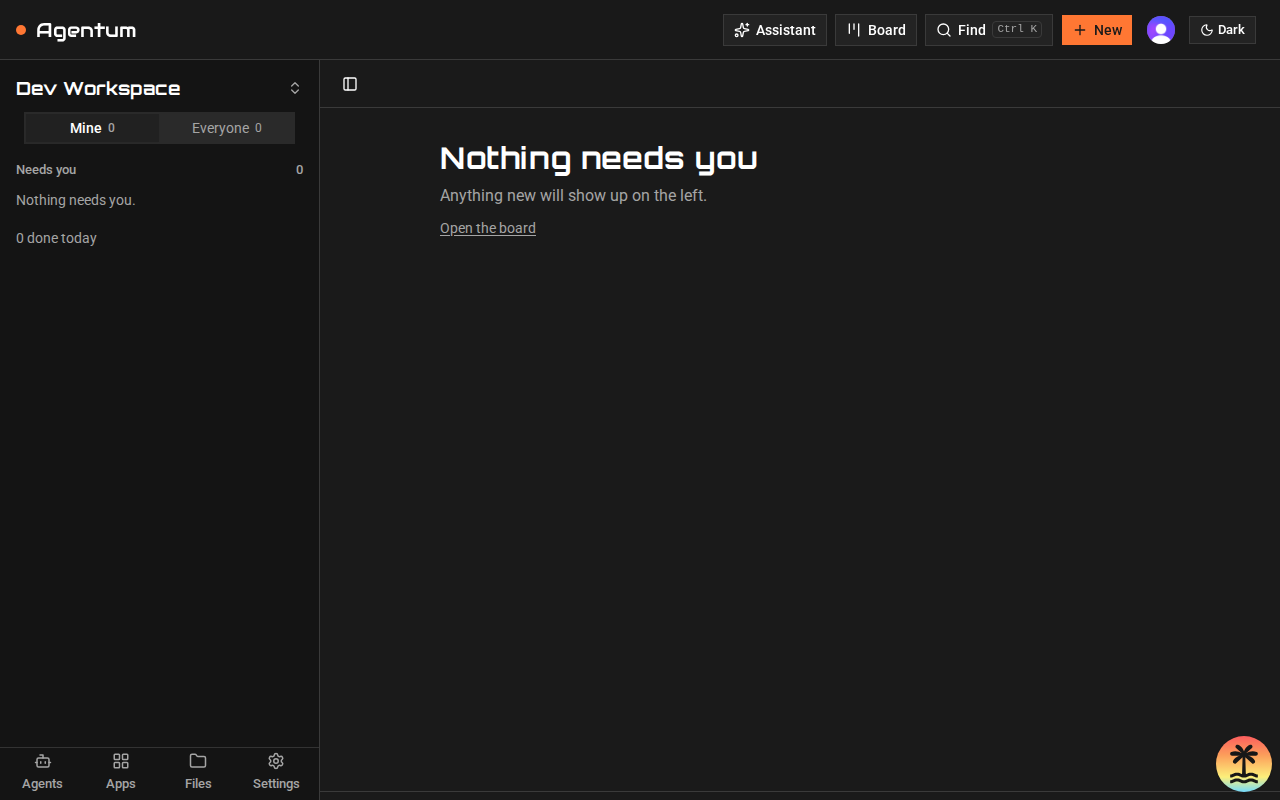 Agentum
Assistant
Board
Find Ctrl K
New
Dark
Dev Workspace
Mine 0
Everyone 0
Needs you 0
Nothing needs you.
0 done today
Nothing needs you
Anything new will show up on the left.
Open the board
Agents
Apps
Files
Settings